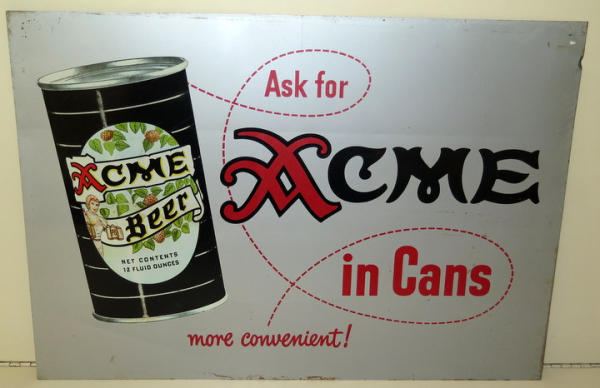 Ask for
ACME
in Cans
more convenient!
ACME
Beer
NET CONTENTS
12 FLUID OUNCES